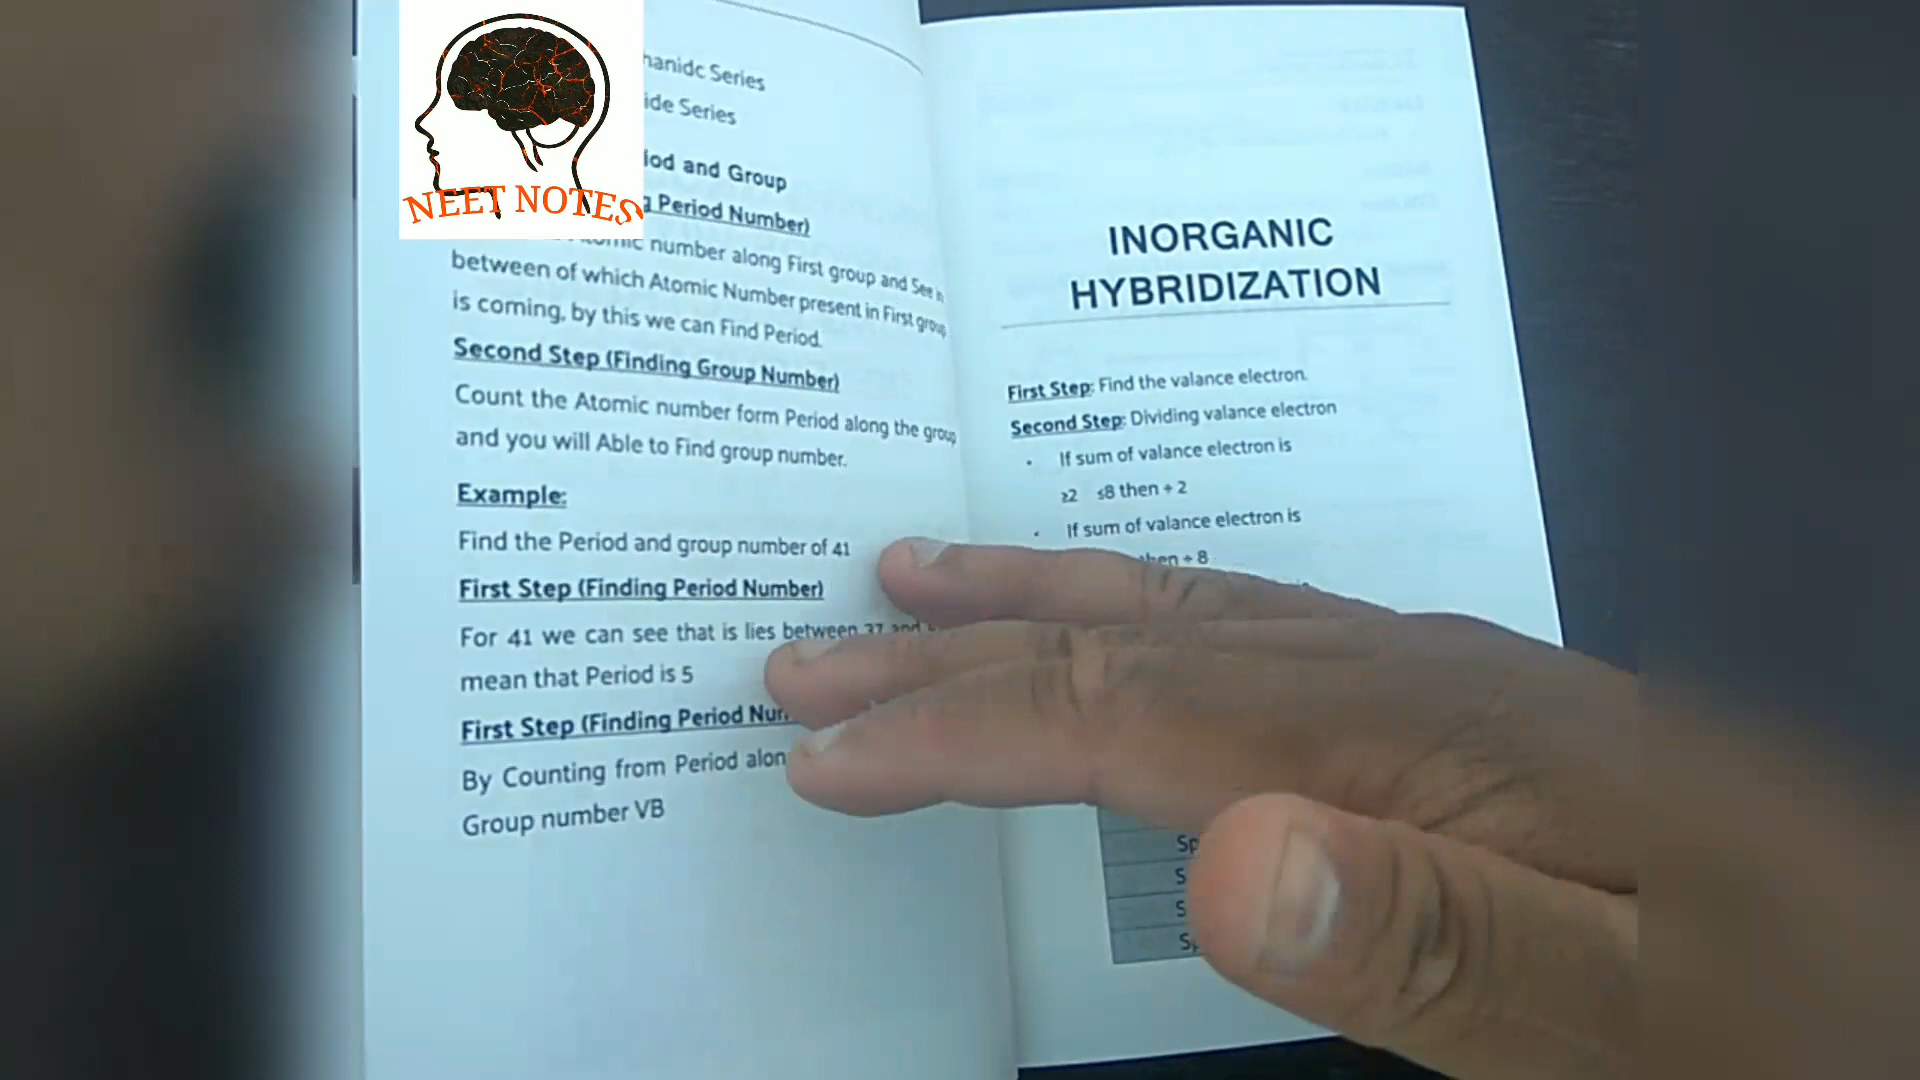 NEET NOTES
Series
ide Series
and Group
Period Number)
number along First group and See in
between of which Atomic Number present in First group
is coming, by this we can Find Period.
Second Step (Finding Group Number)
Count the Atomic number form Period along the group
and you will Able to Find group number.
Example:
Find the Period and group number of 41
First Step (Finding Period Number)
For 41 we can see that is lies between 37 and
mean that Period is 5
First Step (Finding Period
By Counting from Period
Group number VB
INORGANIC
HYBRIDIZATION
First Step: Find the valance electron.
Second Step: Dividing valance electron
• If sum of valance electron is
≥2 ≤8 then ÷ 2
• If sum of valance electron is
then ÷ 8